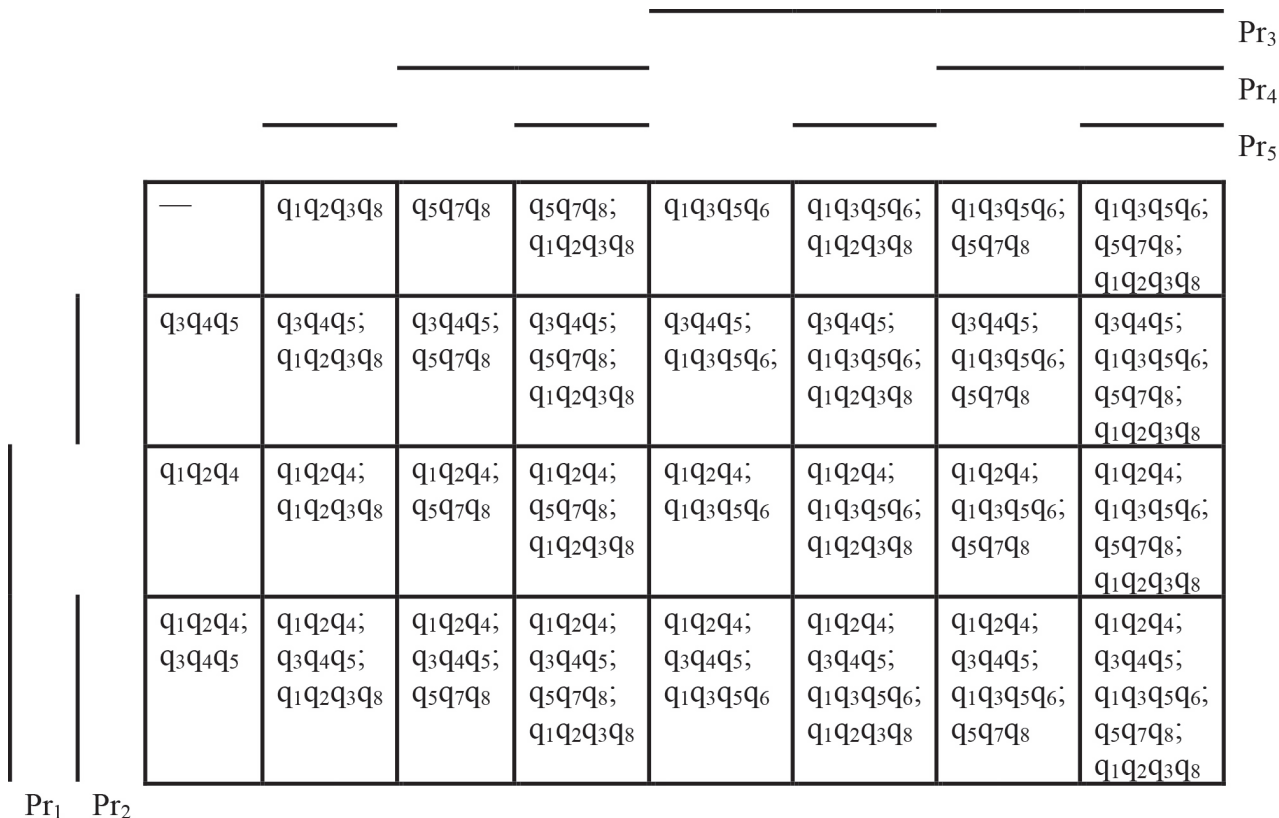 Pr₃
Pr₄
Pr₅
— q₁q₂q₃q₈ q₅q₇q₈ q₅q₇q₈; q₁q₃q₅q₆ q₁q₃q₅q₆; q₁q₃q₅q₆; q₁q₃q₅q₆;
q₁q₂q₃q₈ q₁q₂q₃q₈ q₅q₇q₈ q₅q₇q₈;
q₁q₂q₃q₈
q₃q₄q₅ q₃q₄q₅; q₃q₄q₅; q₃q₄q₅; q₃q₄q₅; q₃q₄q₅; q₃q₄q₅; q₃q₄q₅;
q₁q₂q₃q₈ q₅q₇q₈ q₅q₇q₈; q₁q₃q₅q₆; q₁q₃q₅q₆; q₁q₃q₅q₆; q₁q₃q₅q₆;
q₁q₂q₃q₈ q₁q₂q₃q₈ q₅q₇q₈ q₅q₇q₈;
q₁q₂q₃q₈
q₁q₂q₄ q₁q₂q₄; q₁q₂q₄; q₁q₂q₄; q₁q₂q₄; q₁q₂q₄; q₁q₂q₄; q₁q₂q₄;
q₁q₂q₃q₈ q₅q₇q₈ q₅q₇q₈; q₁q₃q₅q₆ q₁q₃q₅q₆; q₁q₃q₅q₆; q₁q₃q₅q₆;
q₁q₂q₃q₈ q₁q₂q₃q₈ q₅q₇q₈ q₅q₇q₈;
q₁q₂q₃q₈
q₁q₂q₄; q₁q₂q₄; q₁q₂q₄; q₁q₂q₄; q₁q₂q₄; q₁q₂q₄; q₁q₂q₄; q₁q₂q₄;
q₃q₄q₅ q₃q₄q₅; q₃q₄q₅; q₃q₄q₅; q₃q₄q₅; q₃q₄q₅; q₃q₄q₅; q₃q₄q₅;
q₁q₂q₃q₈ q₅q₇q₈ q₅q₇q₈; q₁q₃q₅q₆ q₁q₃q₅q₆; q₁q₃q₅q₆; q₁q₃q₅q₆;
q₁q₂q₃q₈ q₁q₂q₃q₈ q₅q₇q₈ q₅q₇q₈;
q₁q₂q₃q₈
Pr₁ Pr₂